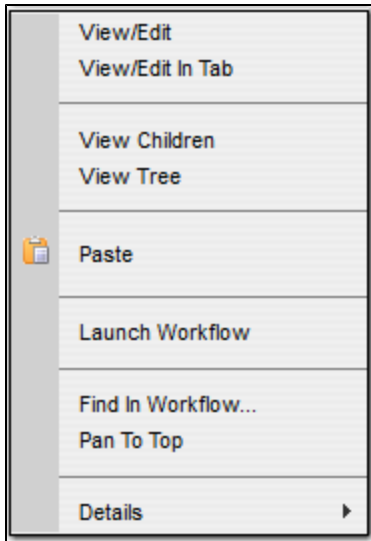 View/Edit
View/Edit In Tab
View Children
View Tree
Paste
Launch Workflow
Find In Workflow...
Pan To Top
Details